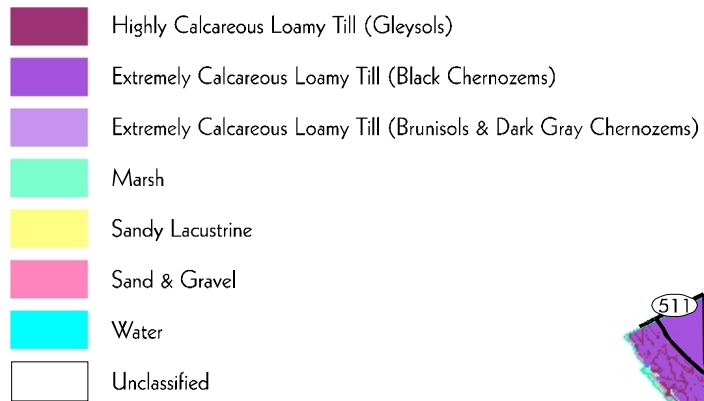 Highly Calcareous Loamy Till (Gleysols)
Extremely Calcareous Loamy Till (Black Chernozems)
Extremely Calcareous Loamy Till (Brunisols & Dark Gray Chernozems)
Marsh
Sandy Lacustrine
Sand & Gravel
511
Water
Unclassified